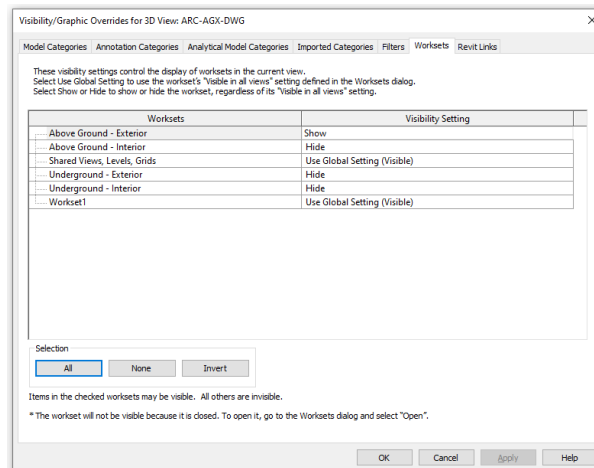 Visibility/Graphic Overrides for 3D View: ARC-AGX-DWG
Model Categories Annotation Categories Analytical Model Categories Imported Categories Filters Worksets Revit Links
These visibility settings control the display of worksets in the current view.
Select Use Global Setting to use the workset's "Visible in all views" setting defined in the Worksets dialog.
Select Show or Hide to show or hide the workset, regardless of its "Visible in all views" setting.
Worksets Visibility Setting
Above Ground - Exterior Show
Above Ground - Interior Hide
Shared Views, Levels, Grids Use Global Setting (Visible)
Underground - Exterior Hide
Underground - Interior Hide
Workset1 Use Global Setting (Visible)
Selection
All None Invert
Items in the checked worksets may be visible. All others are invisible.
* The workset will not be visible because it is closed. To open it, go to the Worksets dialog and select "Open".
OK Cancel Apply Help